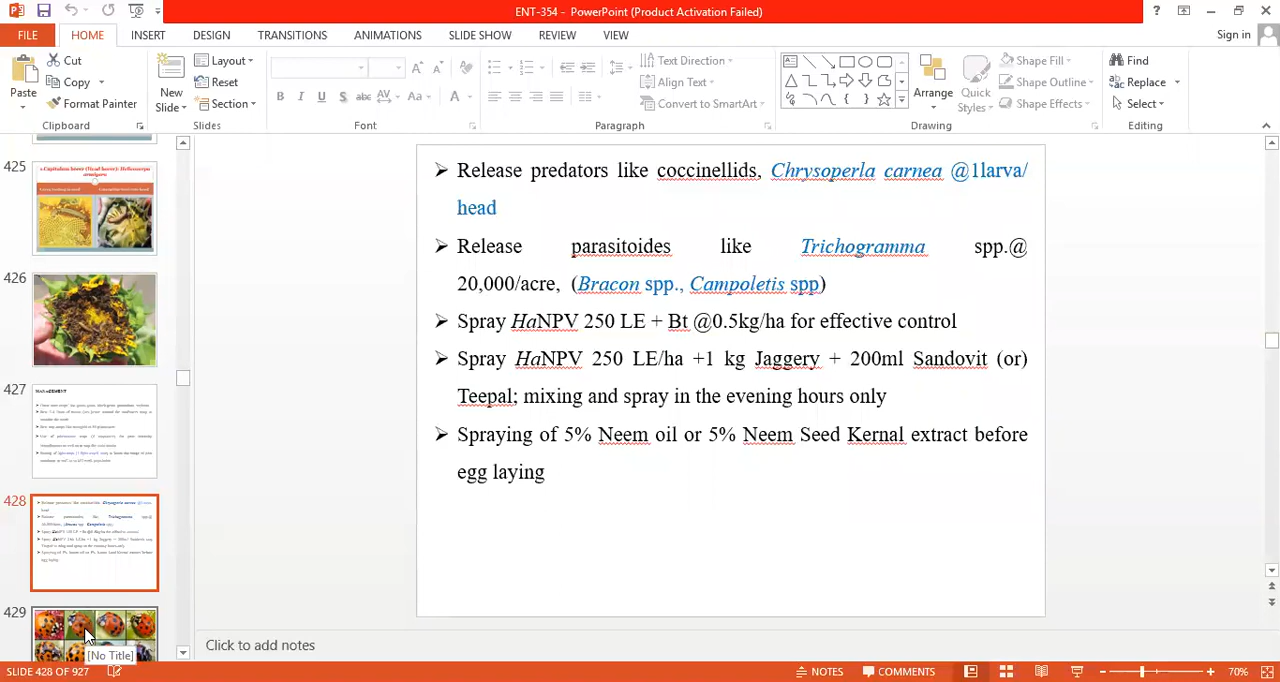 ENT-354 - PowerPoint (Product Activation Failed)
FILE HOME INSERT DESIGN TRANSITIONS ANIMATIONS SLIDE SHOW REVIEW VIEW Sign in
Paste
Cut
Copy
Format Painter
Clipboard
New Slide
Layout
Reset
Section
Slides
B I U S abc AV Aa A
Font
Text Direction
Align Text
Convert to SmartArt
Paragraph
Arrange
Quick Styles
Shape Fill
Shape Outline
Shape Effects
Drawing
Find
Replace
Select
Editing
425
426
427
428
429
[No Title]
➢ Release predators like coccinellids, Chrysoperla carnea @1larva/
head
➢ Release parasitoides like Trichogramma spp.@
20,000/acre, (Bracon spp., Campoletis spp)
➢ Spray HaNPV 250 LE + Bt @0.5kg/ha for effective control
➢ Spray HaNPV 250 LE/ha +1 kg Jaggery + 200ml Sandovit (or)
Teepal; mixing and spray in the evening hours only
➢ Spraying of 5% Neem oil or 5% Neem Seed Kernal extract before
egg laying
Click to add notes
SLIDE 428 OF 927 NOTES COMMENTS 70%